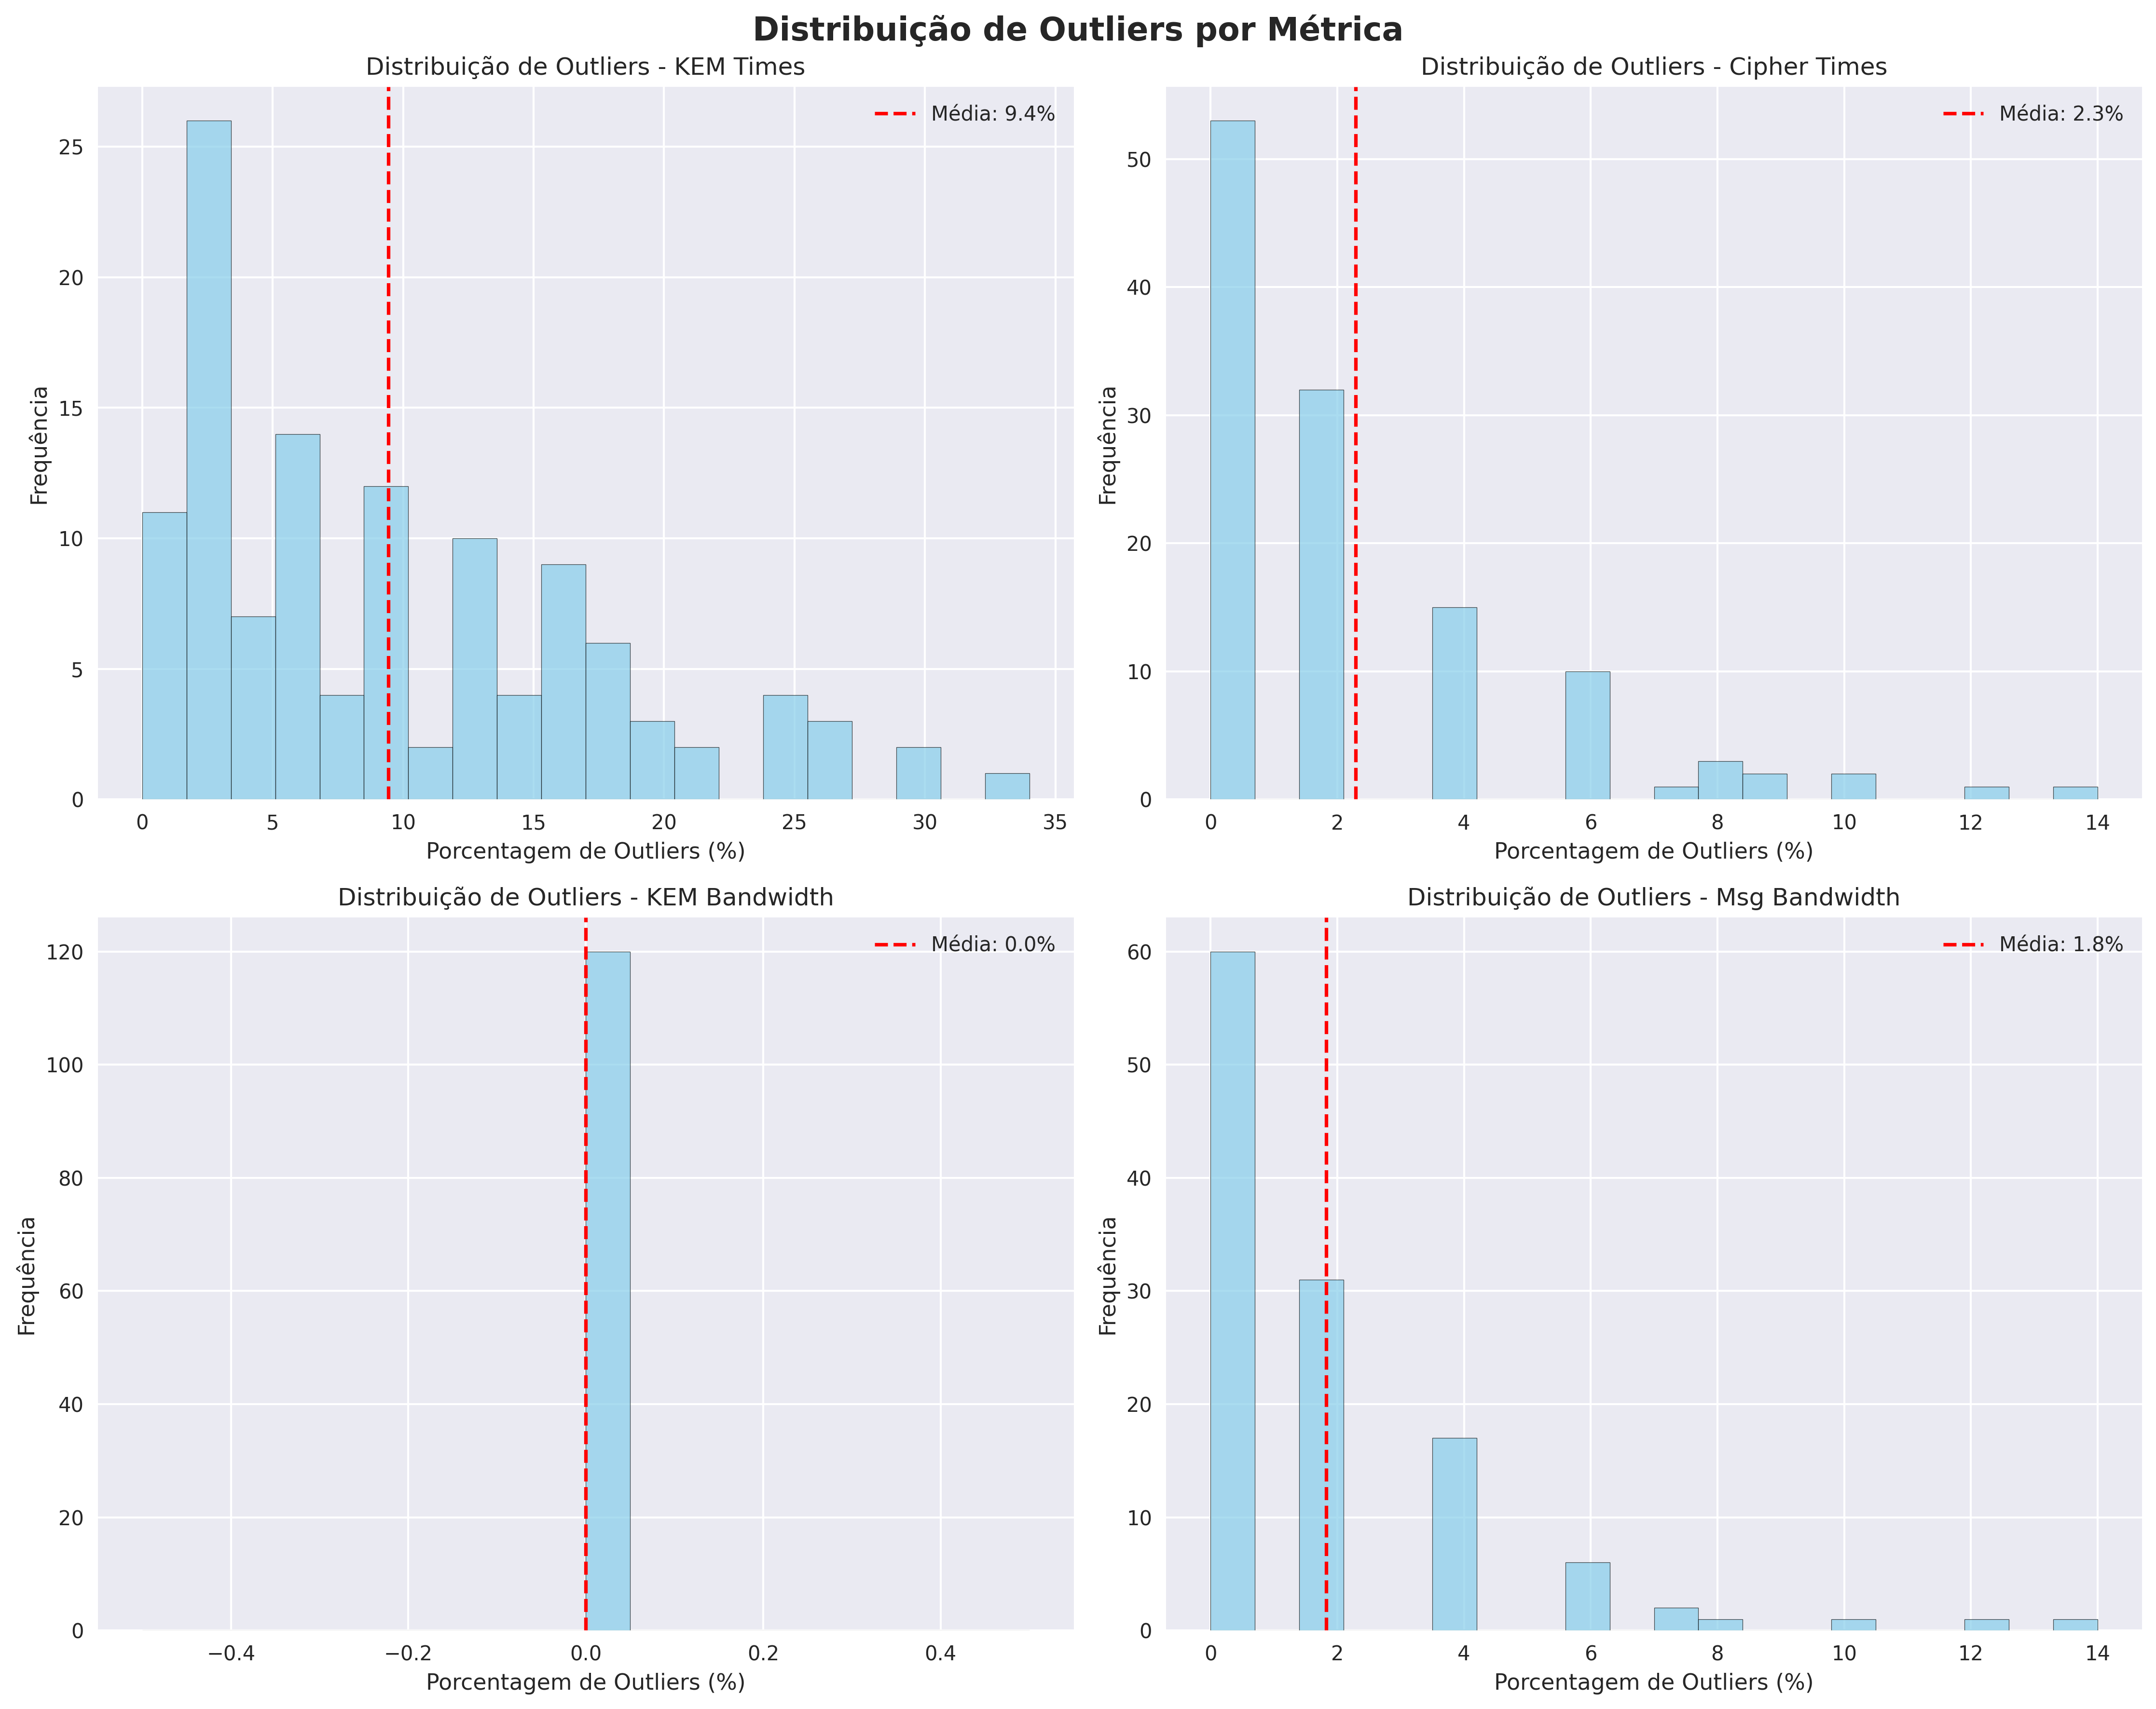 Distribuição de Outliers por Métrica
Distribuição de Outliers - KEM Times
Média: 9.4%
Frequência
25
20
15
10
5
0
0 5 10 15 20 25 30 35
Porcentagem de Outliers (%)
Distribuição de Outliers - Cipher Times
Média: 2.3%
Frequência
50
40
30
20
10
0
0 2 4 6 8 10 12 14
Porcentagem de Outliers (%)
Distribuição de Outliers - KEM Bandwidth
Média: 0.0%
Frequência
120
100
80
60
40
20
0
−0.4 −0.2 0.0 0.2 0.4
Porcentagem de Outliers (%)
Distribuição de Outliers - Msg Bandwidth
Média: 1.8%
Frequência
60
50
40
30
20
10
0
0 2 4 6 8 10 12 14
Porcentagem de Outliers (%)